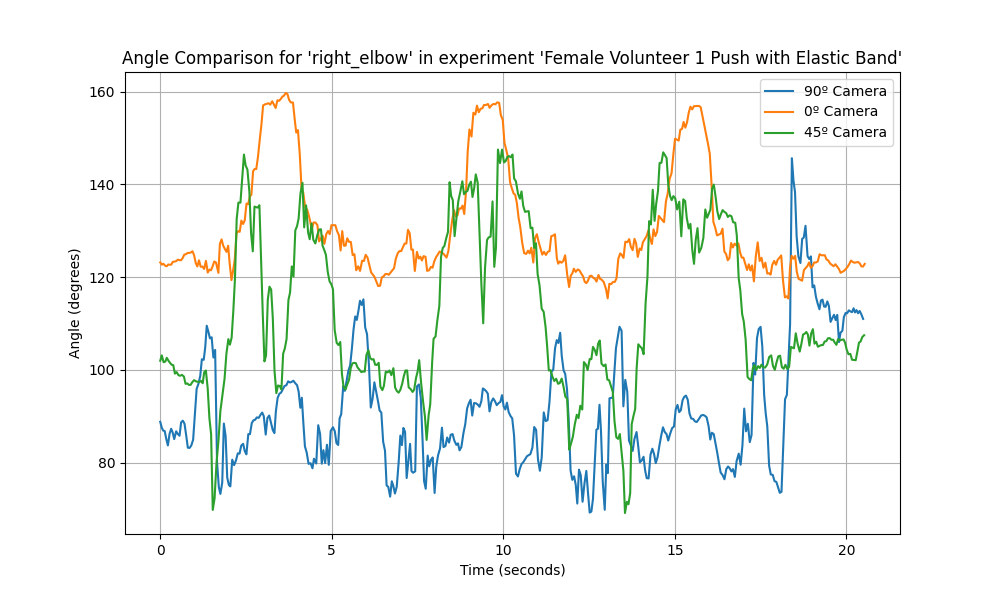 Angle Comparison for 'right_elbow' in experiment 'Female Volunteer 1 Push with Elastic Band'
90º Camera
0º Camera
45º Camera
160
140
120
100
80
Angle (degrees)
0 5 10 15 20
Time (seconds)